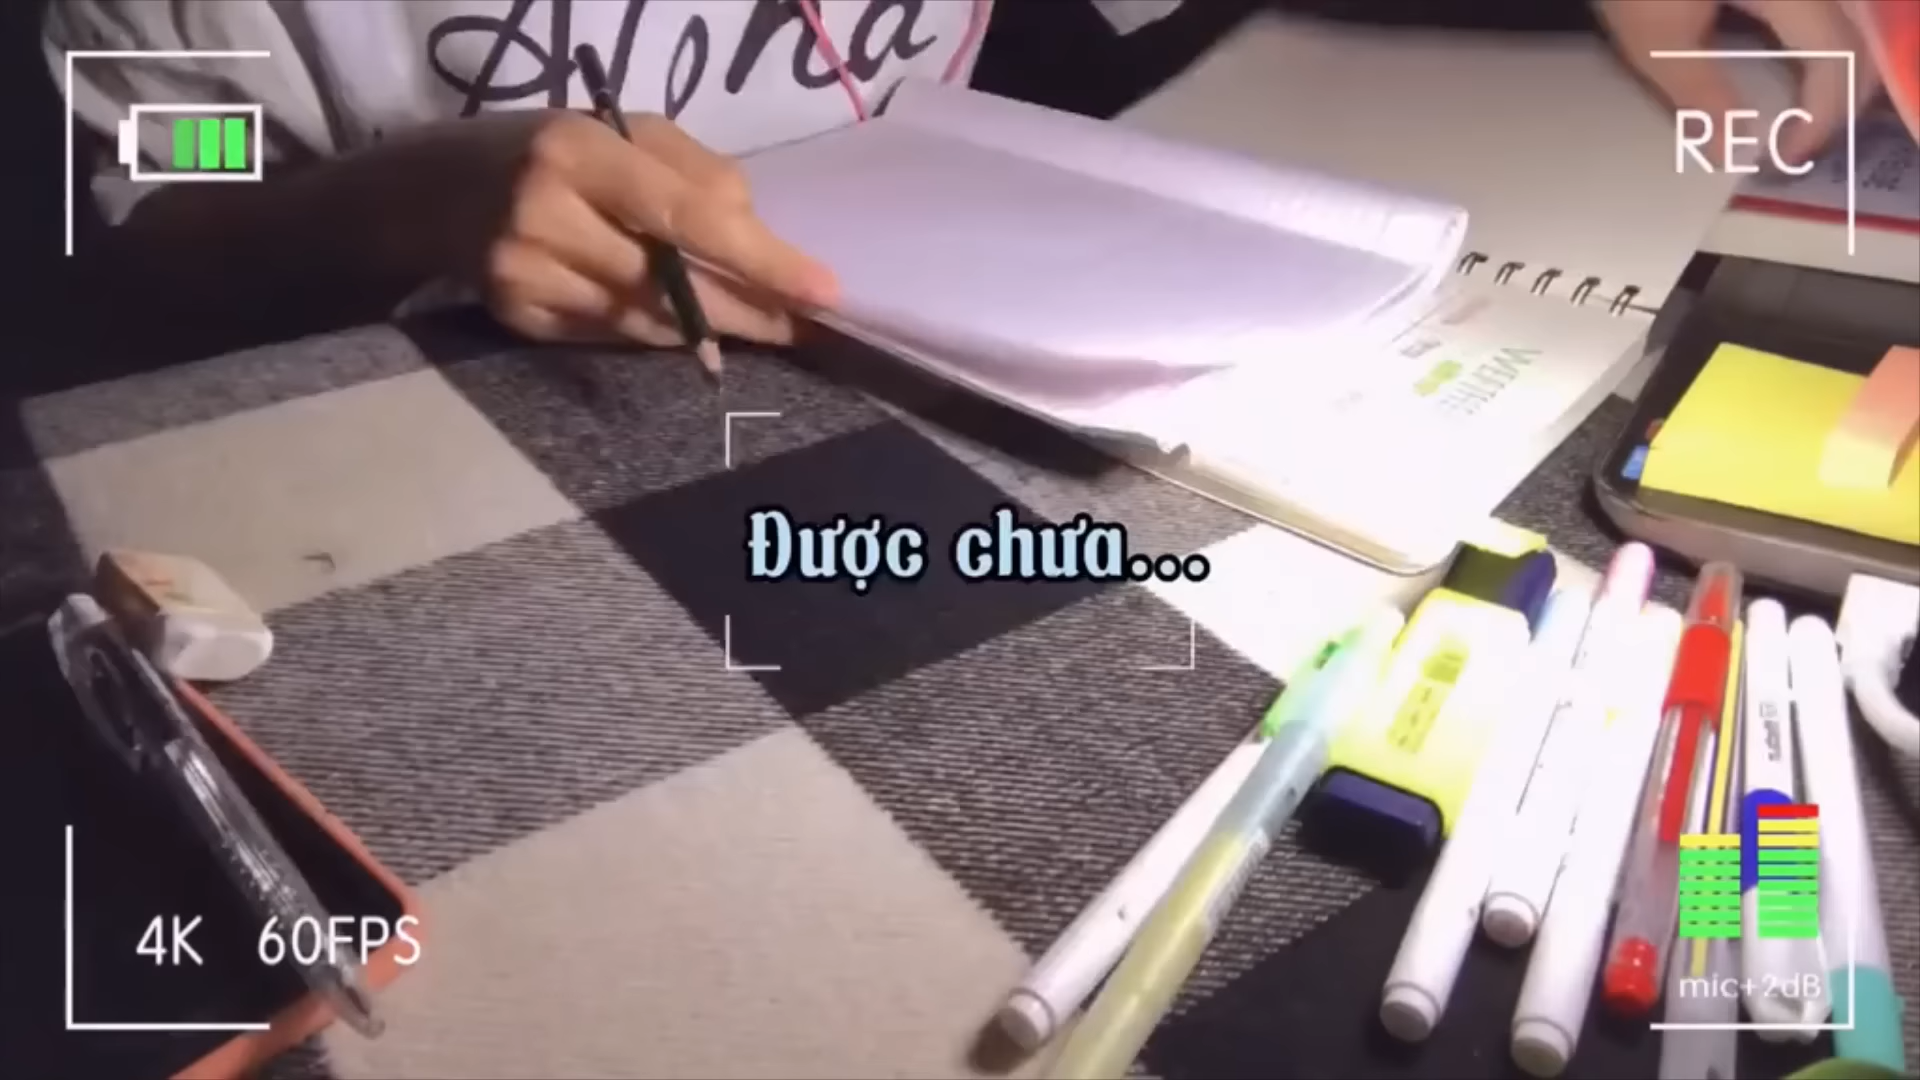 Aloha
REC
Được chưa...
4K 60FPS
mic+2dB